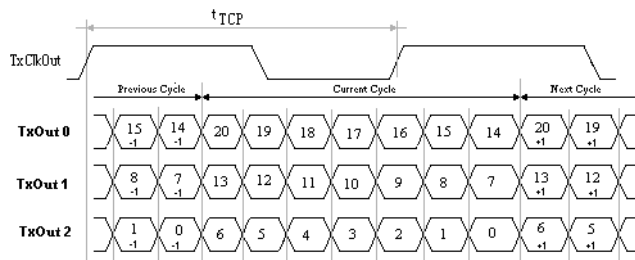 t TCP
TxClkOut
Previous Cycle Current Cycle Next Cycle
TxOut 0 15 -1 14 -1 20 19 18 17 16 15 14 20 +1 19 +1
TxOut 1 8 -1 7 -1 13 12 11 10 9 8 7 13 +1 12 +1
TxOut 2 1 -1 0 -1 6 5 4 3 2 1 0 6 +1 5 +1